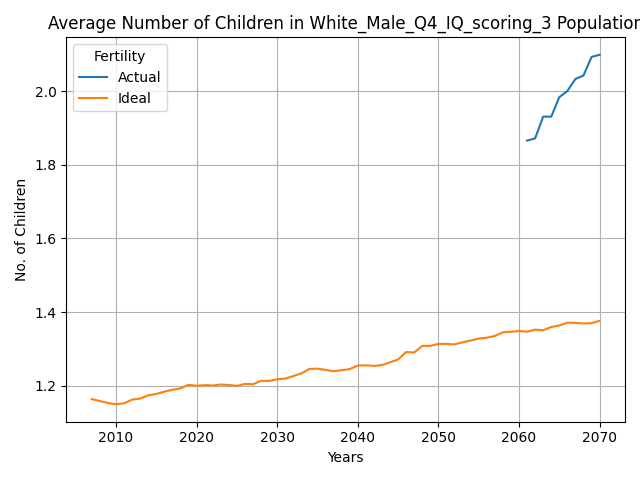 Average Number of Children in White_Male_Q4_IQ_scoring_3 Population
Fertility
Actual
Ideal
2.0
1.8
1.6
1.4
1.2
No. of Children
2010 2020 2030 2040 2050 2060 2070
Years